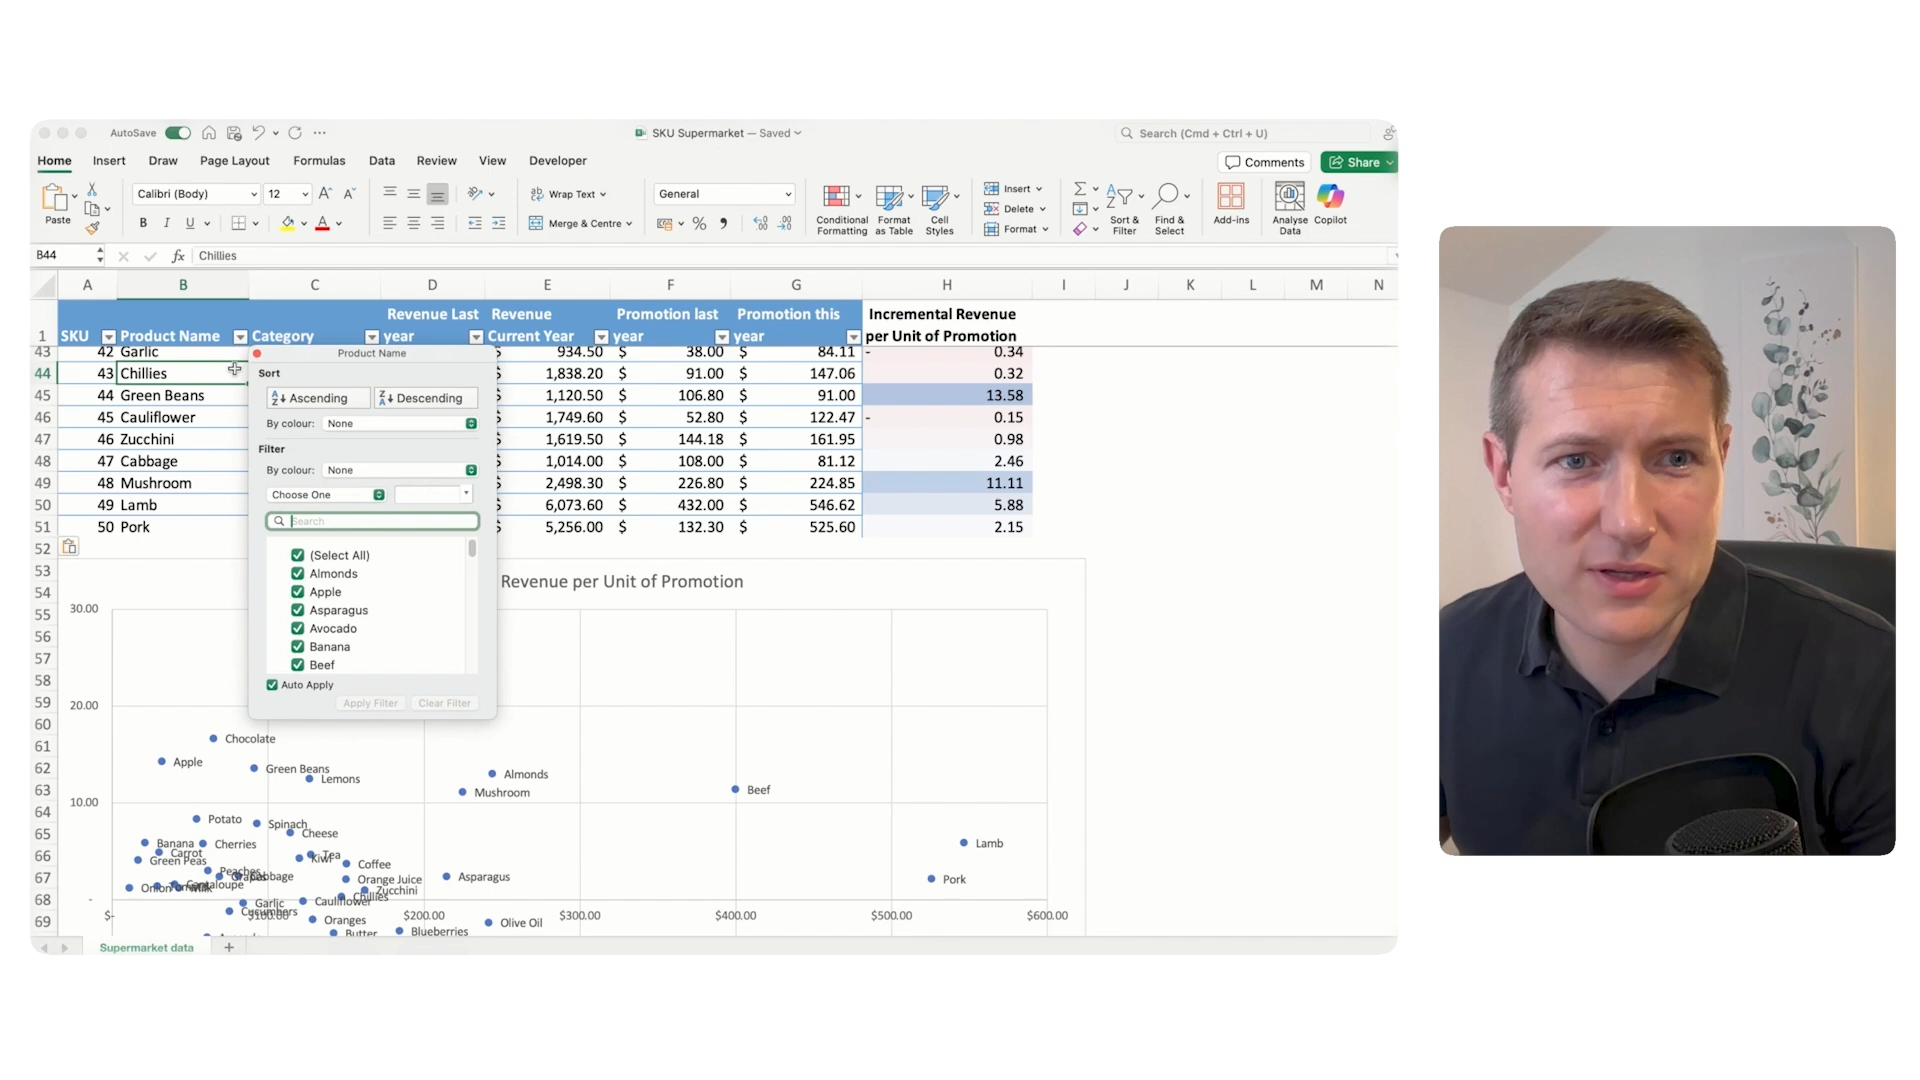 AutoSave
SKU Supermarket — Saved
Search (Cmd + Ctrl + U)
Home Insert Draw Page Layout Formulas Data Review View Developer
Comments
Share
Paste
Calibri (Body)
12
B I U
Wrap Text
Merge & Centre
General
Conditional Formatting
Format as Table
Cell Styles
Insert
Delete
Format
Sort & Filter
Find & Select
Add-ins
Analyse Data
Copilot
B44
fx Chillies
A B C D E F G H I J K L M N
Revenue Last Revenue Promotion last Promotion this Incremental Revenue
1 SKU Product Name Category year Current Year year year per Unit of Promotion
43 42 Garlic $ 934.50 $ 38.00 $ 84.11 - 0.34
44 43 Chillies $ 1,838.20 $ 91.00 $ 147.06 0.32
45 44 Green Beans $ 1,120.50 $ 106.80 $ 91.00 13.58
46 45 Cauliflower $ 1,749.60 $ 52.80 $ 122.47 - 0.15
47 46 Zucchini $ 1,619.50 $ 144.18 $ 161.95 0.98
48 47 Cabbage $ 1,014.00 $ 108.00 $ 81.12 2.46
49 48 Mushroom $ 2,498.30 $ 226.80 $ 224.85 11.11
50 49 Lamb $ 6,073.60 $ 432.00 $ 546.62 5.88
51 50 Pork $ 5,256.00 $ 132.30 $ 525.60 2.15
52
53
54
55
56
57
58
59
60
61
62
63
64
65
66
67
68
69
Product Name
Sort
Ascending
Descending
By colour: None
Filter
By colour: None
Choose One
Search
(Select All)
Almonds
Apple
Asparagus
Avocado
Banana
Beef
Auto Apply
Apply Filter
Clear Filter
Revenue per Unit of Promotion
30.00
20.00
10.00
-
Chocolate
Apple
Green Beans
Lemons
Almonds
Mushroom
Beef
Potato
Spinach
Cheese
Banana
Cherries
Carrot
Tea
Kiwi
Green Peas
Coffee
Lamb
Peaches
Cabbage
Orange Juice
Asparagus
Pork
Cantaloupe
Zucchini
Chillies
Garlic
Cauliflower
Cucumbers
Oranges
Olive Oil
Butter
Blueberries
$- $100.00 $200.00 $300.00 $400.00 $500.00 $600.00
Supermarket data